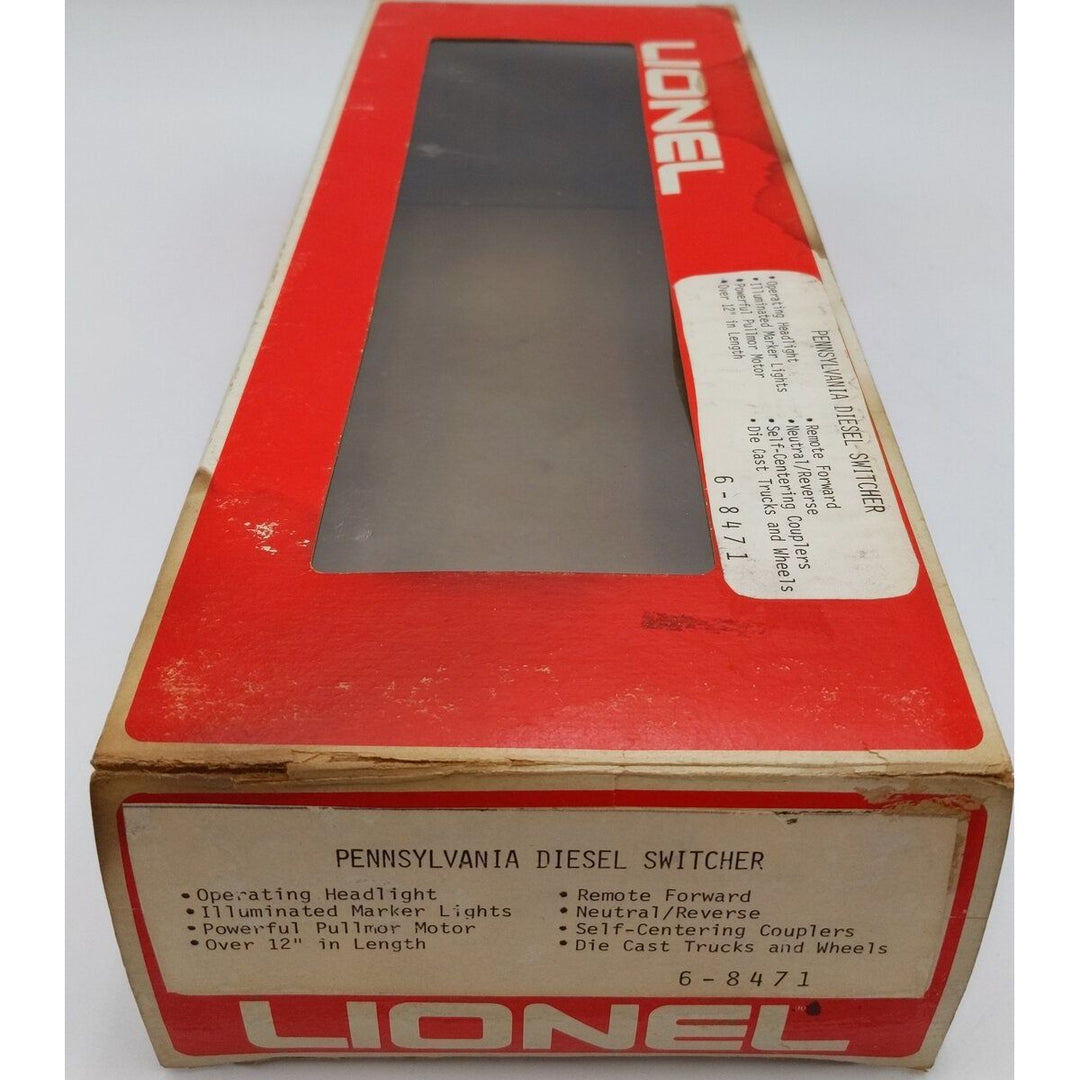 LIONEL
PENNSYLVANIA DIESEL SWITCHER
• Operating Headlight
• Illuminated Marker Lights
• Powerful Pullmor Motor
• Over 12" in Length
• Remote Forward
• Neutral/Reverse
• Self-Centering Couplers
• Die Cast Trucks and Wheels
6-8471
PENNSYLVANIA DIESEL SWITCHER
• Operating Headlight
• Illuminated Marker Lights
• Powerful Pullmor Motor
• Over 12" in Length
• Remote Forward
• Neutral/Reverse
• Self-Centering Couplers
• Die Cast Trucks and Wheels
6-8471
LIONEL